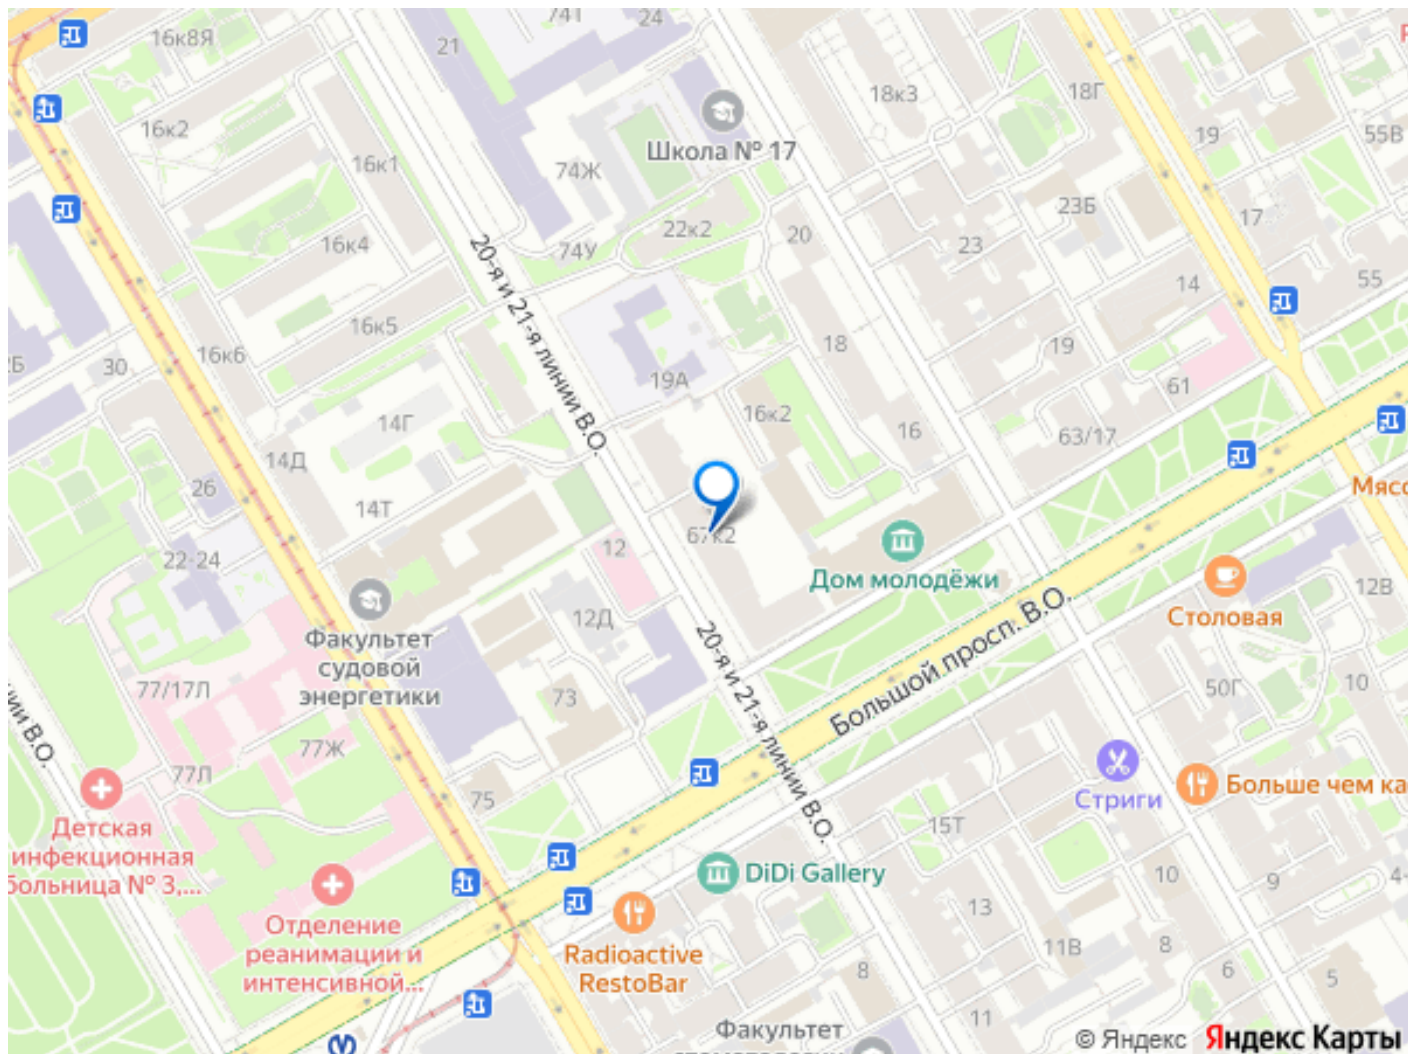 74Т
24
16к8Я
21
18к3
18Г
19
55В
16к2
16к1
Школа № 17
74Ж
23Б
17
16к4
74У
22к2
20
23
14
55
20-я и 21-я линии В.О.
16к5
16к6
30
18
19
61
19А
16к2
14Г
16
63/17
14Д
26
14Т
Мясо
67к2
12
22-24
Дом молодёжи
12В
Столовая
12Д
Факультет
судовой
энергетики
20-я и 21-я линии В.О.
Большой просп. В.О.
77/17Л
73
50Г
10
77Ж
77Л
75
Стриги
Больше чем ка
Детская
инфекционная
больница № 3,...
15Т
DiDi Gallery
10
9
13
Отделение
реанимации и
интенсивной...
Radioactive
RestoBar
11В
8
8
6
5
11
Факультет
© Яндекс Яндекс Карты